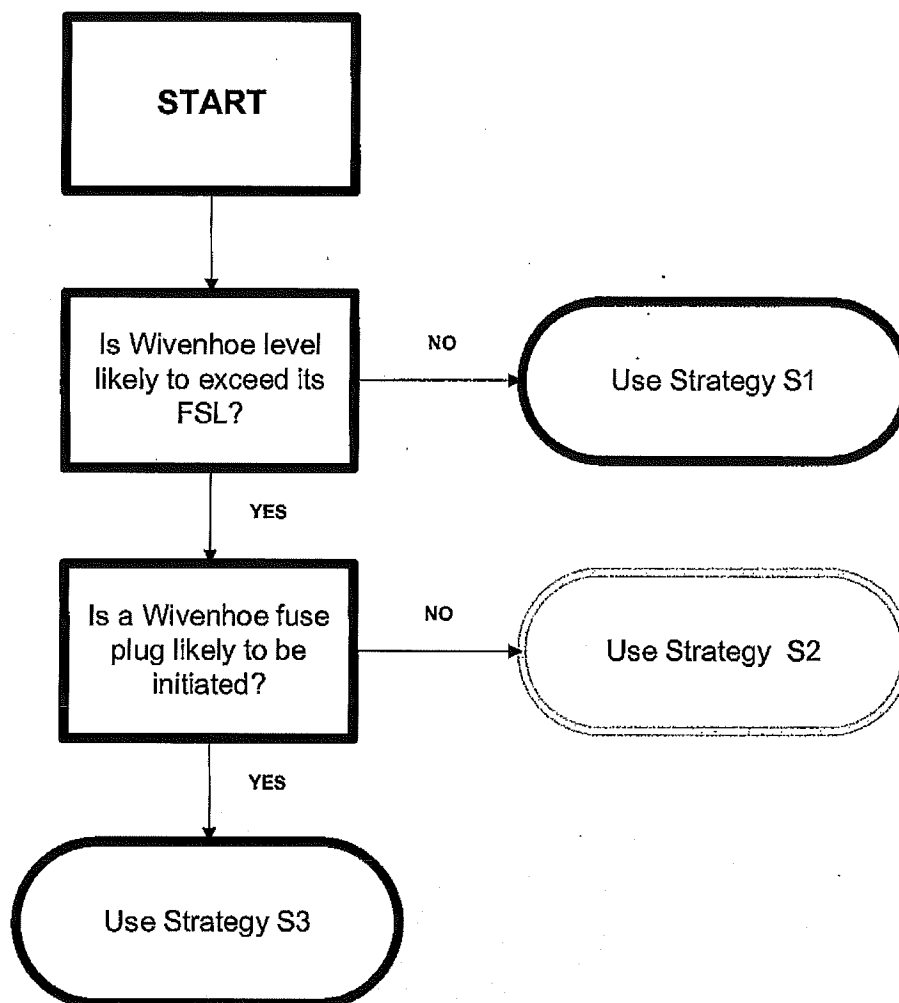 START
Is Wivenhoe level
likely to exceed its
FSL?
NO
Use Strategy S1
YES
Is a Wivenhoe fuse
plug likely to be
initiated?
NO
Use Strategy S2
YES
Use Strategy S3